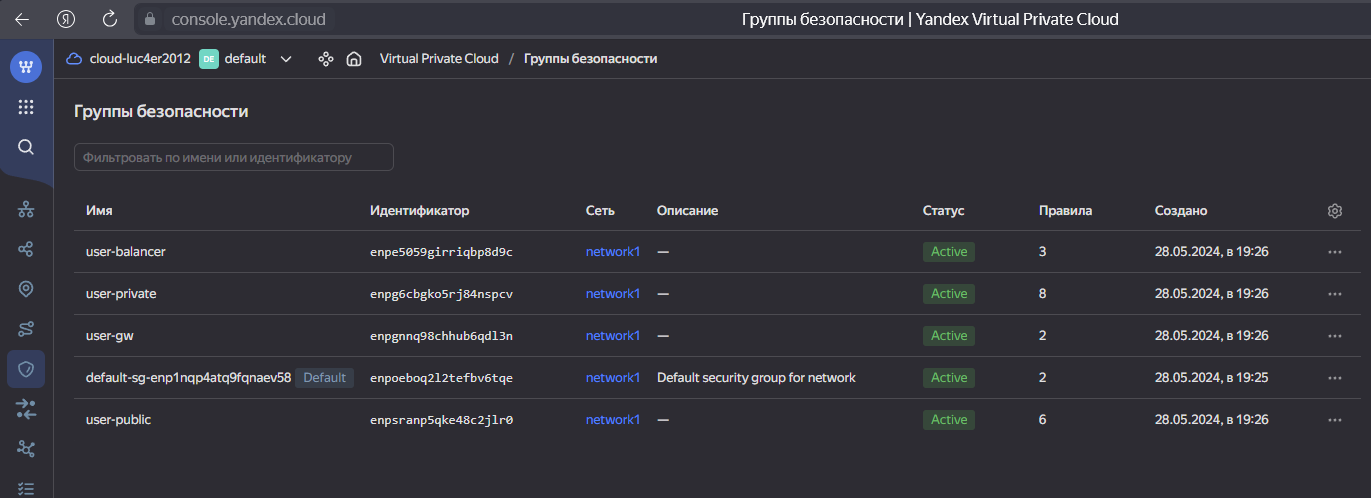 console.yandex.cloud Группы безопасности | Yandex Virtual Private Cloud
cloud-luc4er2012 DE default Virtual Private Cloud / Группы безопасности
Группы безопасности
Фильтровать по имени или идентификатору
Имя Идентификатор Сеть Описание Статус Правила Создано
user-balancer enpe5059girriqbp8d9c network1 — Active 3 28.05.2024, в 19:26
user-private enpg6cbgko5rj84nspcv network1 — Active 8 28.05.2024, в 19:26
user-gw enpgnnq98chhub6qdl3n network1 — Active 2 28.05.2024, в 19:26
default-sg-enp1nqp4atq9fqnaev58 Default enpoeboq2l2tefbv6tqe network1 Default security group for network Active 2 28.05.2024, в 19:25
user-public enpsranp5qke48c2jlr0 network1 — Active 6 28.05.2024, в 19:26